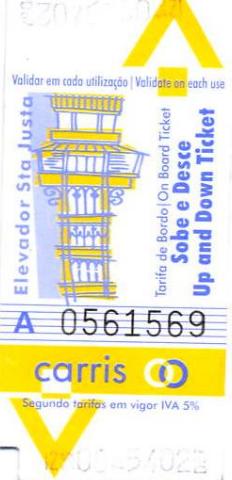 Validar em cada utilização | Validate on each use
Elevador Sta Justa
Tarifa de Bordo | On Board Ticket
Sobe e Desce
Up and Down Ticket
A 0561569
carris
Segundo tarifas em vigor IVA 5%